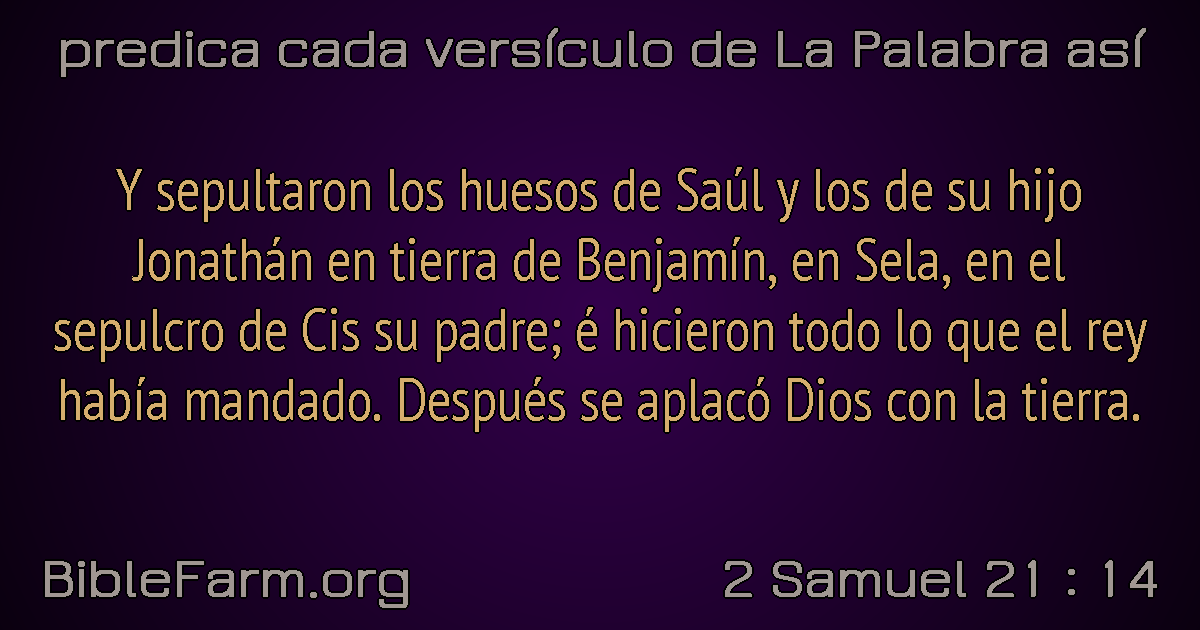 predica cada versículo de La Palabra así
Y sepultaron los huesos de Saúl y los de su hijo
Jonathán en tierra de Benjamín, en Sela, en el
sepulcro de Cis su padre; é hicieron todo lo que el rey
había mandado. Después se aplacó Dios con la tierra.
BibleFarm.org
2 Samuel 21 : 14